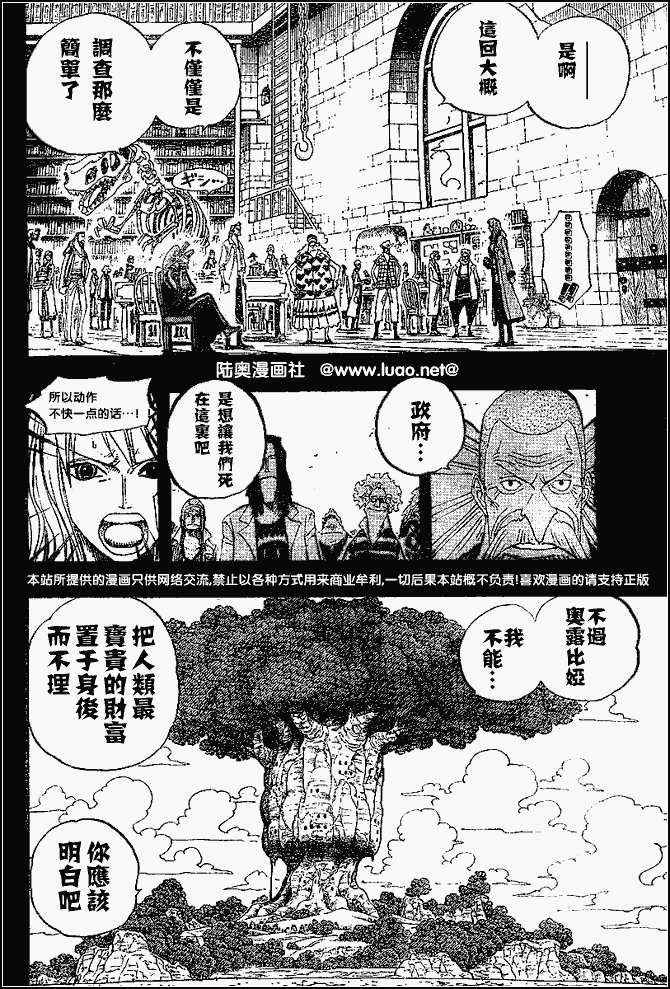 是啊——
這回大概
不僅僅是
調查那麼
簡單了
ギシ…
陆奥漫画社 @www.luao.net@
政府…
是想讓我們死
在這裏吧
所以动作
不快一点的话…!
本站所提供的漫画只供网络交流,禁止以各种方式用来商业牟利,一切后果本站概不负责!喜欢漫画的请支持正版
不過
奧露比婭
我
不能…
把人類最
寶貴的財富
置于身後
而不理
你應該
明白吧